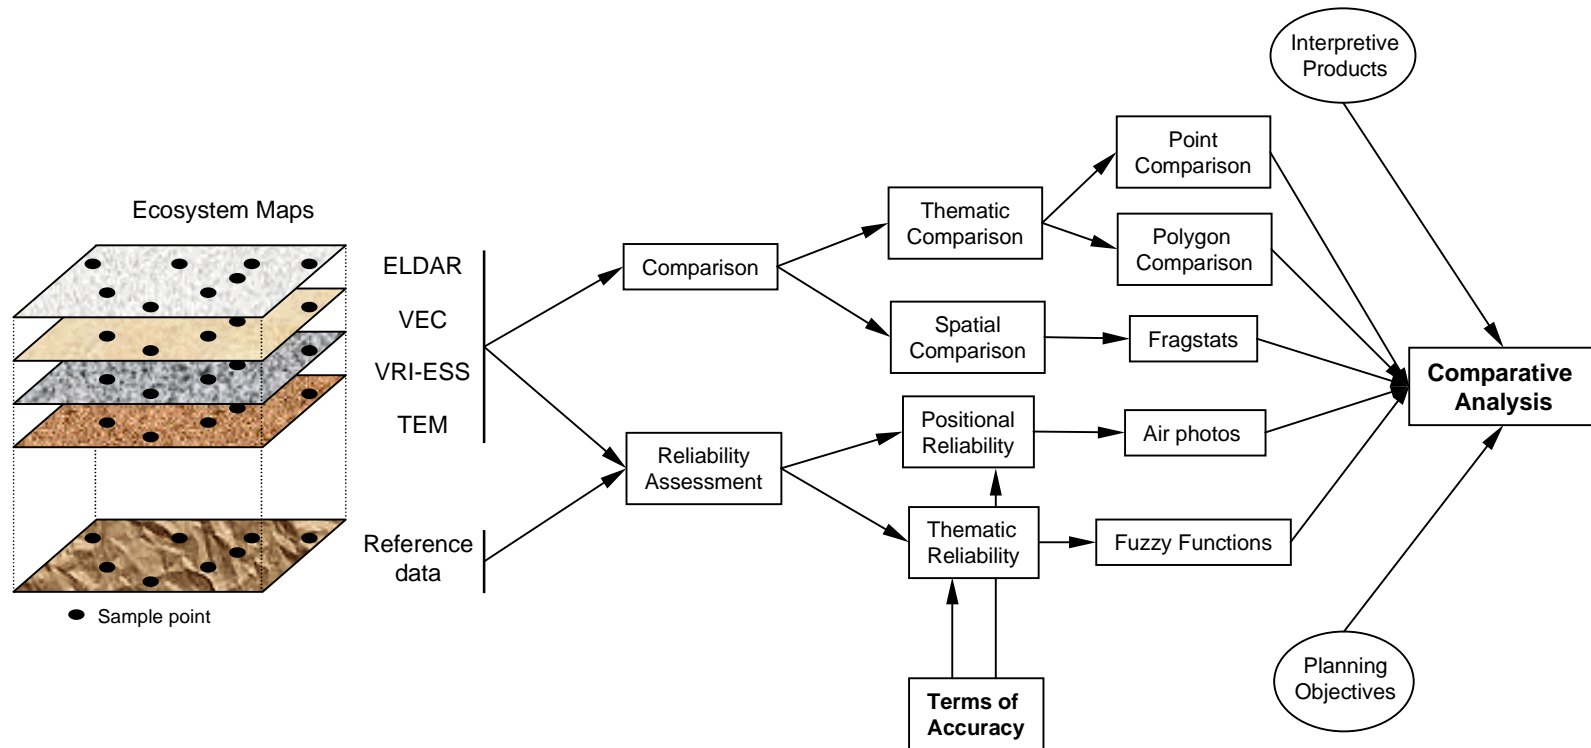 Interpretive
Products
Point
Comparison
Ecosystem Maps
Thematic
Comparison
Polygon
Comparison
ELDAR
Comparison
VEC
Spatial
Comparison
Fragstats
VRI-ESS
Comparative
Analysis
TEM
Positional
Reliability
Air photos
Reliability
Assessment
Thematic
Reliability
Fuzzy Functions
Reference
data
Sample point
Planning
Objectives
Terms of
Accuracy